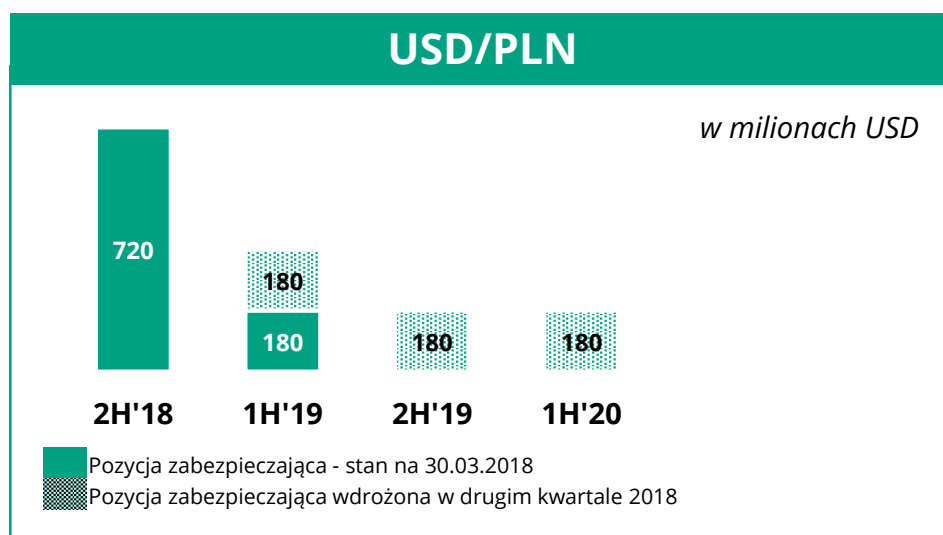 USD/PLN
w milionach USD
720
180
180
180
180
2H'18
1H'19
2H'19
1H'20
Pozycja zabezpieczająca - stan na 30.03.2018
Pozycja zabezpieczająca wdrożona w drugim kwartale 2018